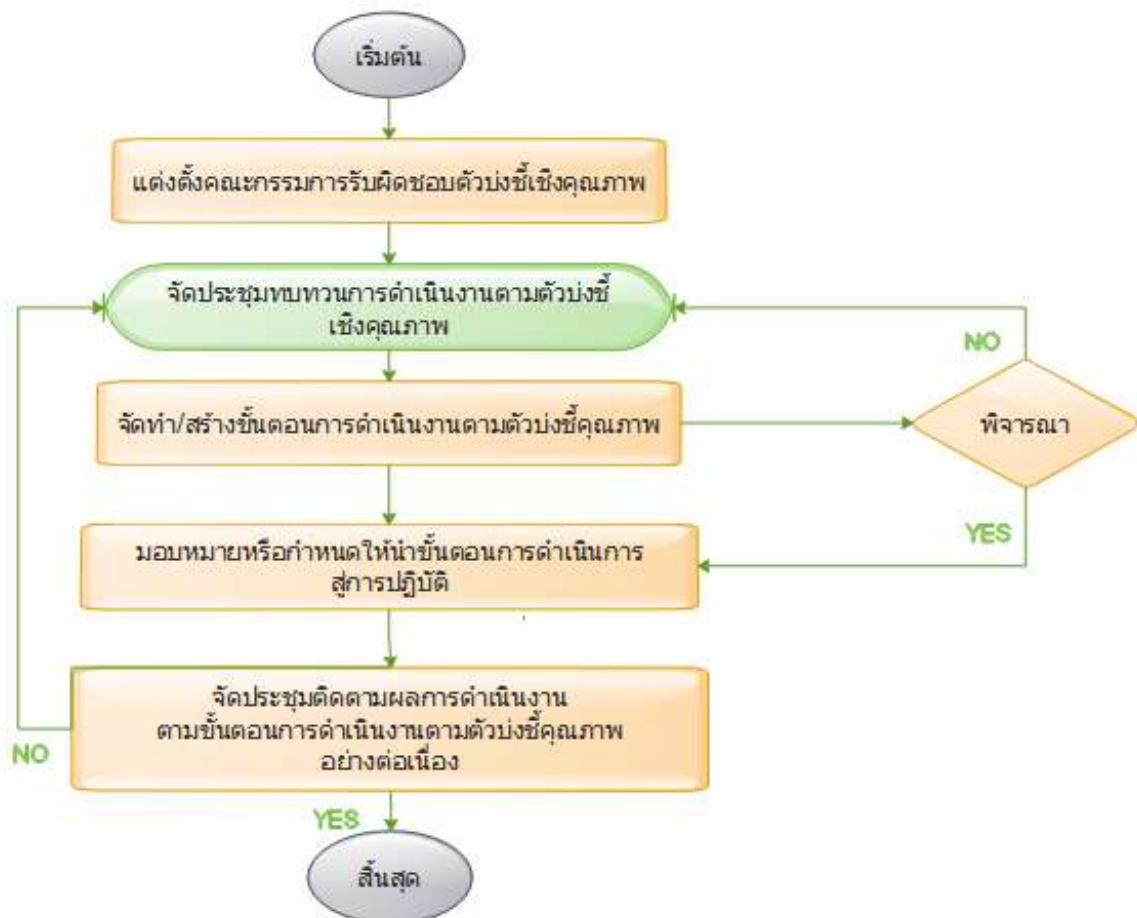 เริ่มต้น
แต่งตั้งคณะกรรมการรับผิดชอบตัวบ่งชี้เชิงคุณภาพ
จัดประชุมทบทวนการดำเนินงานตามตัวบ่งชี้
เชิงคุณภาพ
NO
จัดทำ/สร้างขั้นตอนการดำเนินงานตามตัวบ่งชี้คุณภาพ
พิจารณา
YES
มอบหมายหรือกำหนดให้นำขั้นตอนการดำเนินการ
สู่การปฏิบัติ
จัดประชุมติดตามผลการดำเนินงาน
ตามขั้นตอนการดำเนินงานตามตัวบ่งชี้คุณภาพ
อย่างต่อเนื่อง
NO
YES
สิ้นสุด